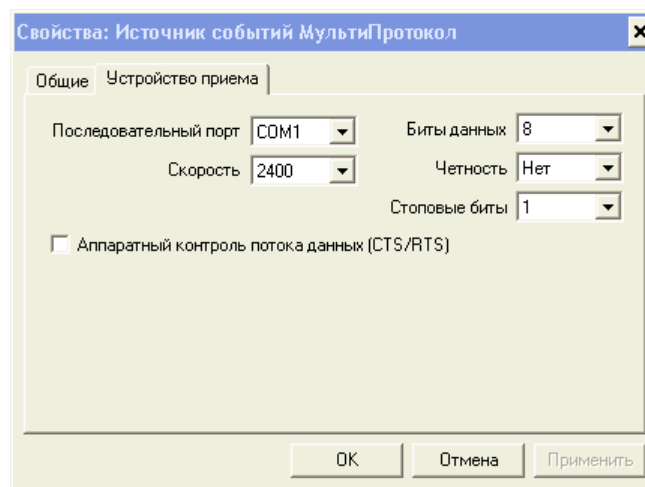 Свойства: Источник событий МультиПротокол
Общие Устройство приема
Последовательный порт COM1 Биты данных 8
Скорость 2400 Четность Нет
Стоповые биты 1
Аппаратный контроль потока данных (CTS/RTS)
OK Отмена Применить